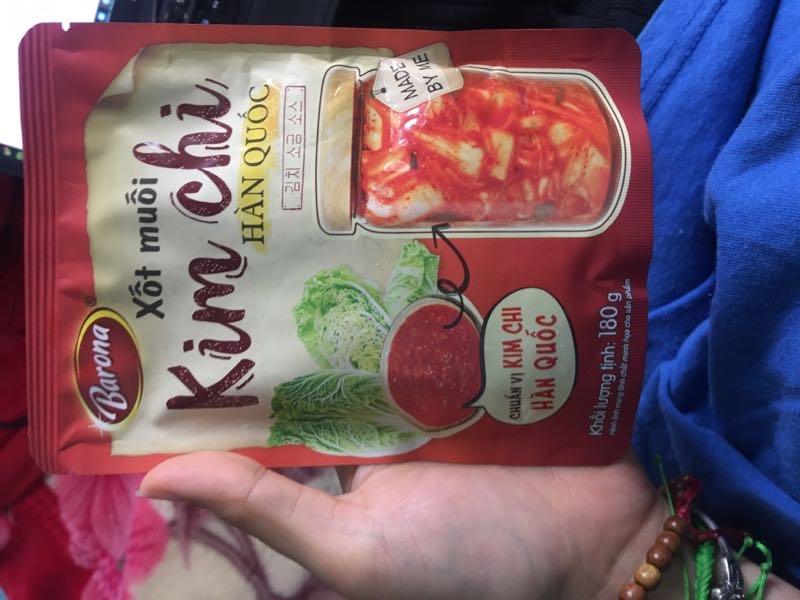 Barona
Xốt muối
Kim chi
HÀN QUỐC
김치 소금 소스
MADE
BY ME
CHUẨN VỊ KIM CHI
HÀN QUỐC
Khối lượng tịnh: 180 g
Hình ảnh mang tính chất minh họa cho sản phẩm